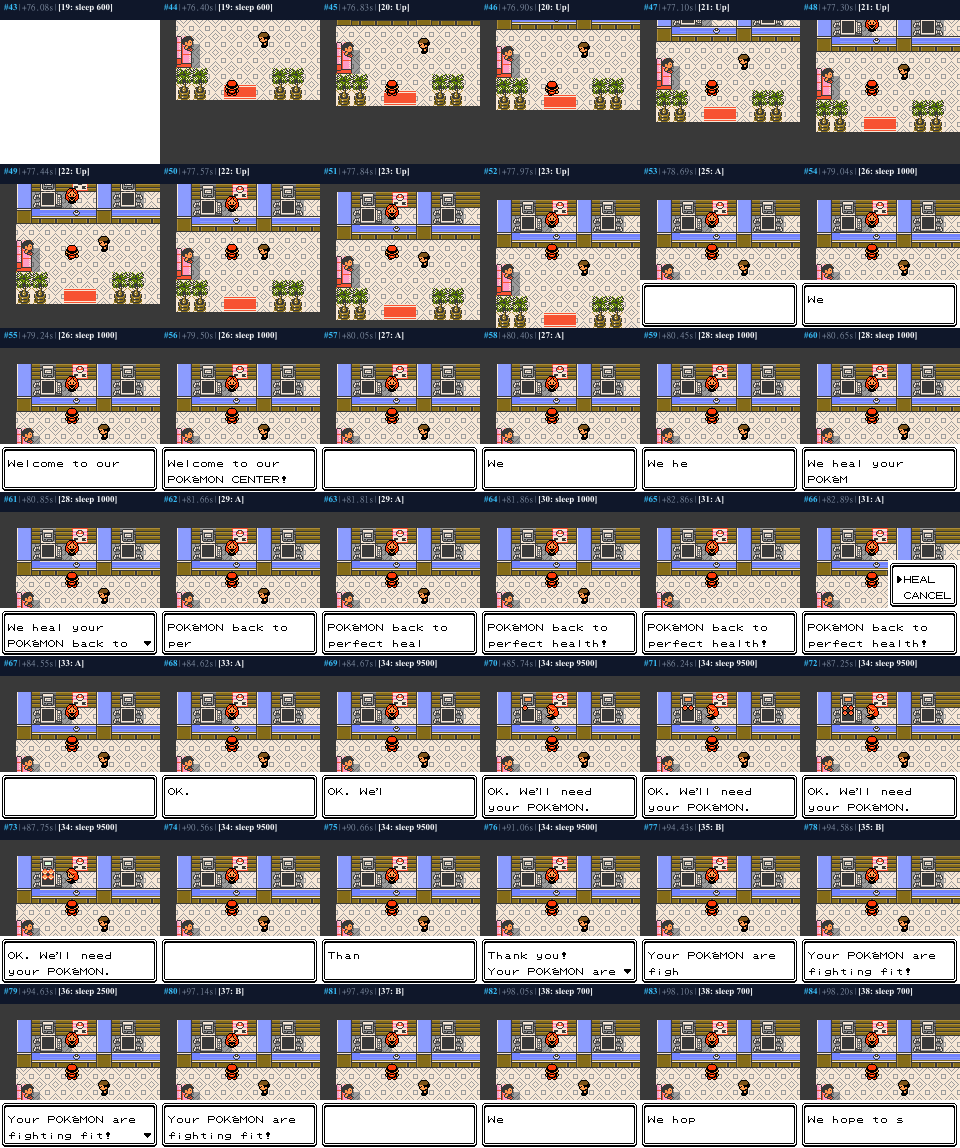 #43|+76.08s| [19: sleep 600]
#44|+76.40s| [19: sleep 600]
#45|+76.83s| [20: Up]
#46|+76.90s| [20: Up]
#47|+77.10s| [21: Up]
#48|+77.30s| [21: Up]
#49|+77.44s| [22: Up]
#50|+77.57s| [22: Up]
#51|+77.84s| [23: Up]
#52|+77.97s| [23: Up]
#53|+78.69s| [25: A]
#54|+79.04s| [26: sleep 1000]
We
#55|+79.24s| [26: sleep 1000]
#56|+79.50s| [26: sleep 1000]
#57|+80.05s| [27: A]
#58|+80.40s| [27: A]
#59|+80.45s| [28: sleep 1000]
#60|+80.65s| [28: sleep 1000]
Welcome to our
Welcome to our
POKéMON CENTER!
We
We he
We heal your
POKéM
#61|+80.85s| [28: sleep 1000]
#62|+81.66s| [29: A]
#63|+81.81s| [29: A]
#64|+81.86s| [30: sleep 1000]
#65|+82.86s| [31: A]
#66|+82.89s| [31: A]
HEAL
CANCEL
We heal your
POKéMON back to
POKéMON back to
per
POKéMON back to
perfect heal
POKéMON back to
perfect health!
POKéMON back to
perfect health!
POKéMON back to
perfect health!
#67|+84.55s| [33: A]
#68|+84.62s| [33: A]
#69|+84.67s| [34: sleep 9500]
#70|+85.74s| [34: sleep 9500]
#71|+86.24s| [34: sleep 9500]
#72|+87.25s| [34: sleep 9500]
OK.
OK. We'l
OK. We'll need
your POKéMON.
OK. We'll need
your POKéMON.
OK. We'll need
your POKéMON.
#73|+87.75s| [34: sleep 9500]
#74|+90.56s| [34: sleep 9500]
#75|+90.66s| [34: sleep 9500]
#76|+91.06s| [34: sleep 9500]
#77|+94.43s| [35: B]
#78|+94.58s| [35: B]
OK. We'll need
your POKéMON.
Than
Thank you!
Your POKéMON are
Your POKéMON are
figh
Your POKéMON are
fighting fit!
#79|+94.63s| [36: sleep 2500]
#80|+97.14s| [37: B]
#81|+97.49s| [37: B]
#82|+98.05s| [38: sleep 700]
#83|+98.10s| [38: sleep 700]
#84|+98.20s| [38: sleep 700]
Your POKéMON are
fighting fit!
Your POKéMON are
fighting fit!
We
We hop
We hope to s